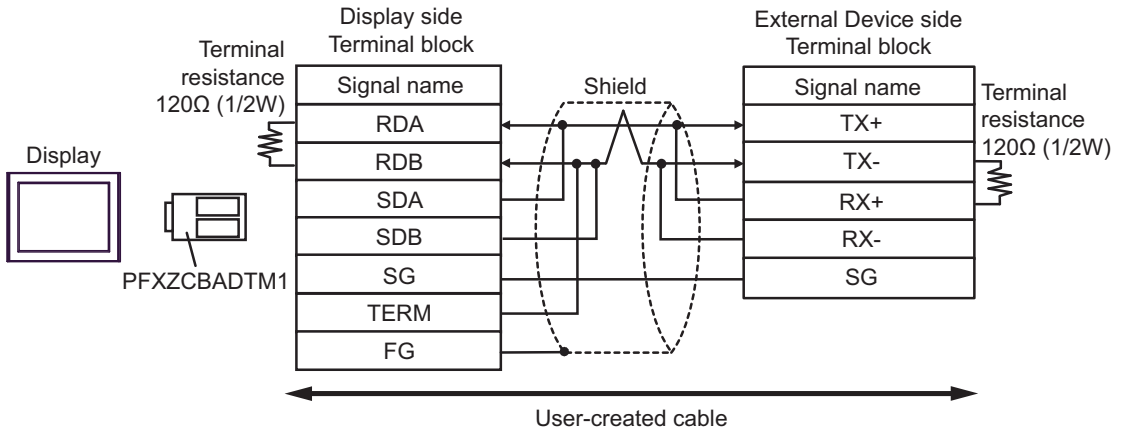 Display side
Terminal block
External Device side
Terminal block
Terminal
resistance
120Ω (1/2W)
Signal name
Shield
Signal name
Terminal
resistance
120Ω (1/2W)
RDA
TX+
RDB
TX-
Display
SDA
RX+
SDB
RX-
PFXZCBADTM1
SG
SG
TERM
FG
User-created cable